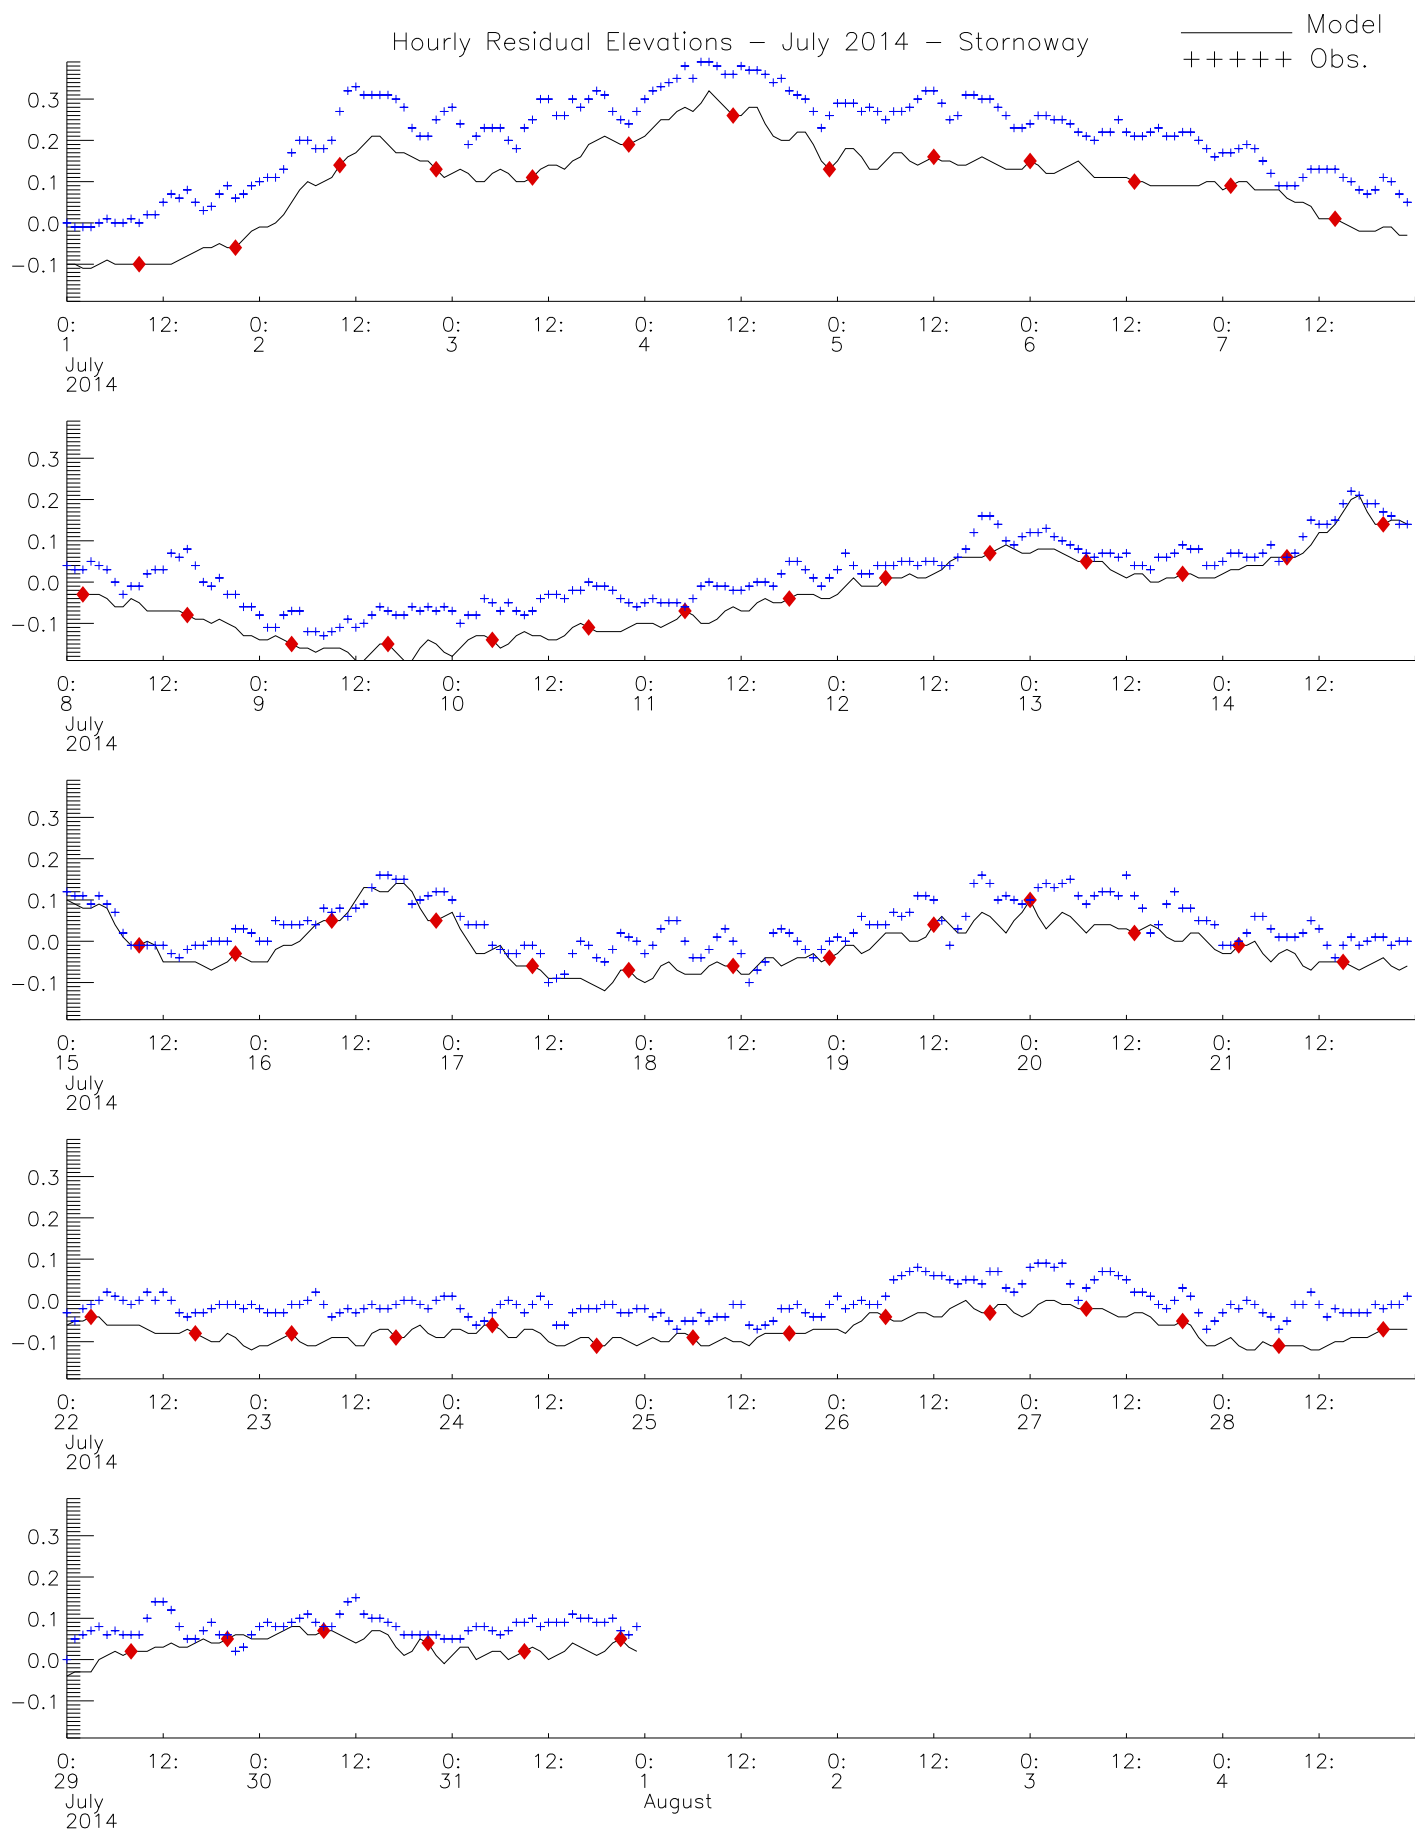 Hourly Residual Elevations − July 2014 − Stornoway
Model
+++++ Obs.
0.3
0.2
0.1
0.0
−0.1
0: 12: 0: 12: 0: 12: 0: 12: 0: 12: 0: 12: 0: 12:
1 2 3 4 5 6 7
July
2014
0.3
0.2
0.1
0.0
−0.1
0: 12: 0: 12: 0: 12: 0: 12: 0: 12: 0: 12: 0: 12:
8 9 10 11 12 13 14
July
2014
0.3
0.2
0.1
0.0
−0.1
0: 12: 0: 12: 0: 12: 0: 12: 0: 12: 0: 12: 0: 12:
15 16 17 18 19 20 21
July
2014
0.3
0.2
0.1
0.0
−0.1
0: 12: 0: 12: 0: 12: 0: 12: 0: 12: 0: 12: 0: 12:
22 23 24 25 26 27 28
July
2014
0.3
0.2
0.1
0.0
−0.1
0: 12: 0: 12: 0: 12: 0: 12: 0: 12: 0: 12: 0: 12:
29 30 31 1 2 3 4
July August
2014